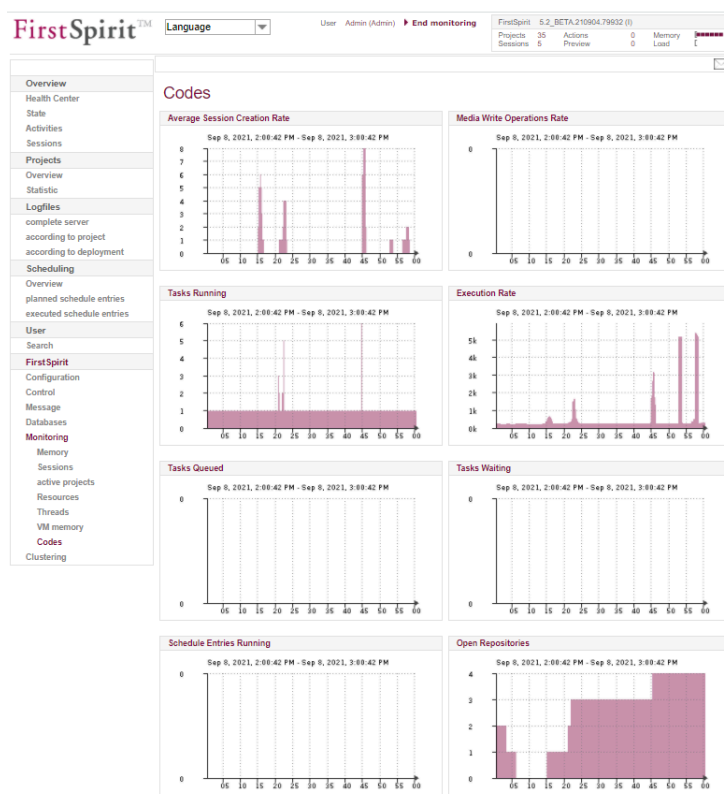 FirstSpirit™
Language
User Admin (Admin) End monitoring
FirstSpirit 5.2_BETA.210904.79932 (I)
Projects 35 Actions 0 Memory
Sessions 5 Preview 0 Load
Overview
Health Center
State
Activities
Sessions
Projects
Overview
Statistic
Logfiles
complete server
according to project
according to deployment
Scheduling
Overview
planned schedule entries
executed schedule entries
User
Search
FirstSpirit
Configuration
Control
Message
Databases
Monitoring
Memory
Sessions
active projects
Resources
Threads
VM memory
Codes
Clustering
Codes
Average Session Creation Rate
Sep 8, 2021, 2:00:42 PM - Sep 8, 2021, 3:00:42 PM
8
7
6
5
4
3
2
1
0
05 10 15 20 25 30 35 40 45 50 55 00
Media Write Operations Rate
Sep 8, 2021, 2:00:42 PM - Sep 8, 2021, 3:00:42 PM
0
0
05 10 15 20 25 30 35 40 45 50 55 00
Tasks Running
Sep 8, 2021, 2:00:42 PM - Sep 8, 2021, 3:00:42 PM
6
5
4
3
2
1
0
05 10 15 20 25 30 35 40 45 50 55 00
Execution Rate
Sep 8, 2021, 2:00:42 PM - Sep 8, 2021, 3:00:42 PM
5k
4k
3k
2k
1k
0k
05 10 15 20 25 30 35 40 45 50 55 00
Tasks Queued
Sep 8, 2021, 2:00:42 PM - Sep 8, 2021, 3:00:42 PM
0
0
05 10 15 20 25 30 35 40 45 50 55 00
Tasks Waiting
Sep 8, 2021, 2:00:42 PM - Sep 8, 2021, 3:00:42 PM
0
0
05 10 15 20 25 30 35 40 45 50 55 00
Schedule Entries Running
Sep 8, 2021, 2:00:42 PM - Sep 8, 2021, 3:00:42 PM
0
0
05 10 15 20 25 30 35 40 45 50 55 00
Open Repositories
Sep 8, 2021, 2:00:42 PM - Sep 8, 2021, 3:00:42 PM
4
3
2
1
0
05 10 15 20 25 30 35 40 45 50 55 00